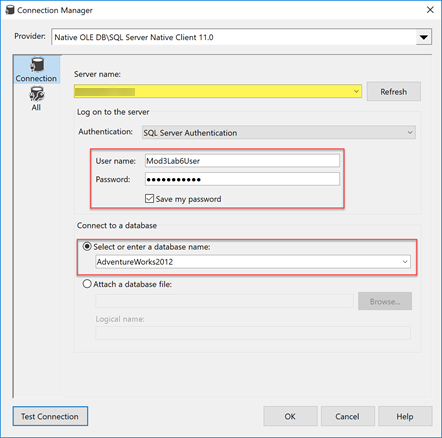 Connection Manager
Provider: Native OLE DB\SQL Server Native Client 11.0
Connection
All
Server name:
Refresh
Log on to the server
Authentication: SQL Server Authentication
User name: Mod3Lab6User
Password: ●●●●●●●●●●●
Save my password
Connect to a database
Select or enter a database name:
AdventureWorks2012
Attach a database file:
Browse...
Logical name:
Test Connection OK Cancel Help